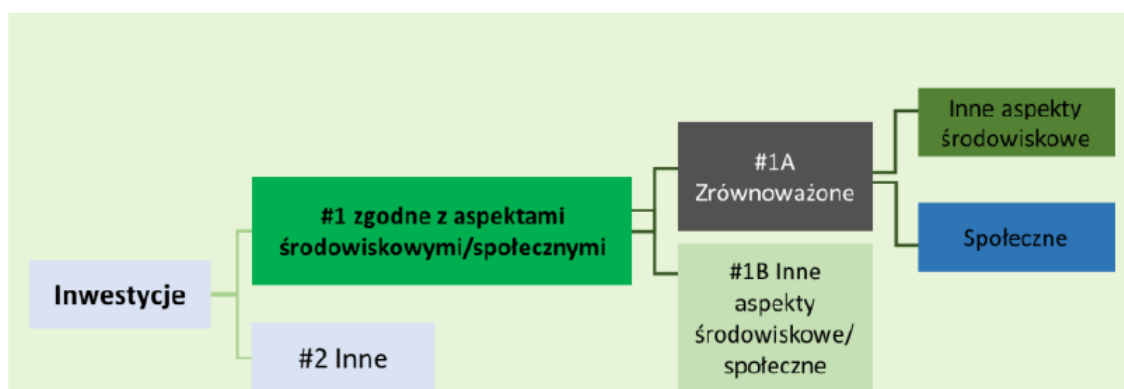 Inwestycje
#1 zgodne z aspektami
środowiskowymi/społecznymi
#2 Inne
#1A
Zrównoważone
#1B Inne
aspekty
środowiskowe/
społeczne
Inne aspekty
środowiskowe
Społeczne